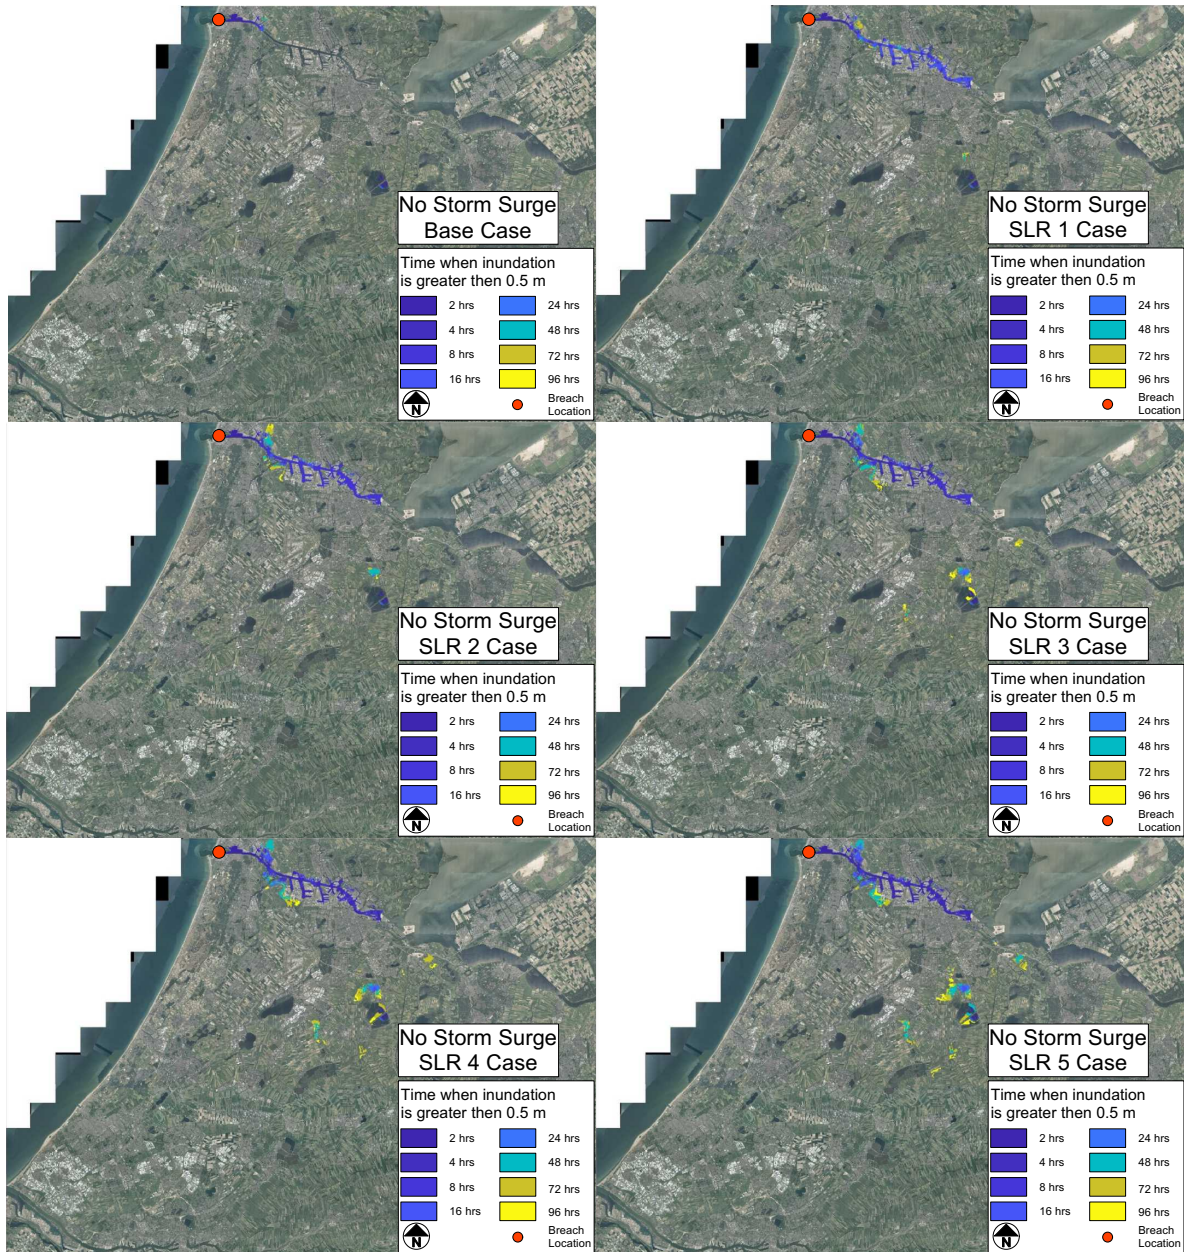 No Storm Surge
Base Case
Time when inundation
is greater then 0.5 m
2 hrs
24 hrs
4 hrs
48 hrs
8 hrs
72 hrs
16 hrs
96 hrs
N
Breach
Location
No Storm Surge
SLR 1 Case
Time when inundation
is greater then 0.5 m
2 hrs
24 hrs
4 hrs
48 hrs
8 hrs
72 hrs
16 hrs
96 hrs
N
Breach
Location
No Storm Surge
SLR 2 Case
Time when inundation
is greater then 0.5 m
2 hrs
24 hrs
4 hrs
48 hrs
8 hrs
72 hrs
16 hrs
96 hrs
N
Breach
Location
No Storm Surge
SLR 3 Case
Time when inundation
is greater then 0.5 m
2 hrs
24 hrs
4 hrs
48 hrs
8 hrs
72 hrs
16 hrs
96 hrs
N
Breach
Location
No Storm Surge
SLR 4 Case
Time when inundation
is greater then 0.5 m
2 hrs
24 hrs
4 hrs
48 hrs
8 hrs
72 hrs
16 hrs
96 hrs
N
Breach
Location
No Storm Surge
SLR 5 Case
Time when inundation
is greater then 0.5 m
2 hrs
24 hrs
4 hrs
48 hrs
8 hrs
72 hrs
16 hrs
96 hrs
N
Breach
Location